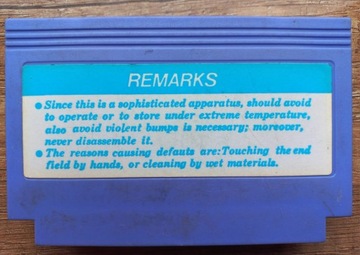 REMARKS
● Since this is a sophisticated apparatus, should avoid
to operate or to store under extreme temperature,
also avoid violent bumps is necessary; moreover,
never disassemble it.
● The reasons causing defauts are:Touching the end
field by hands, or cleaning by wet materials.